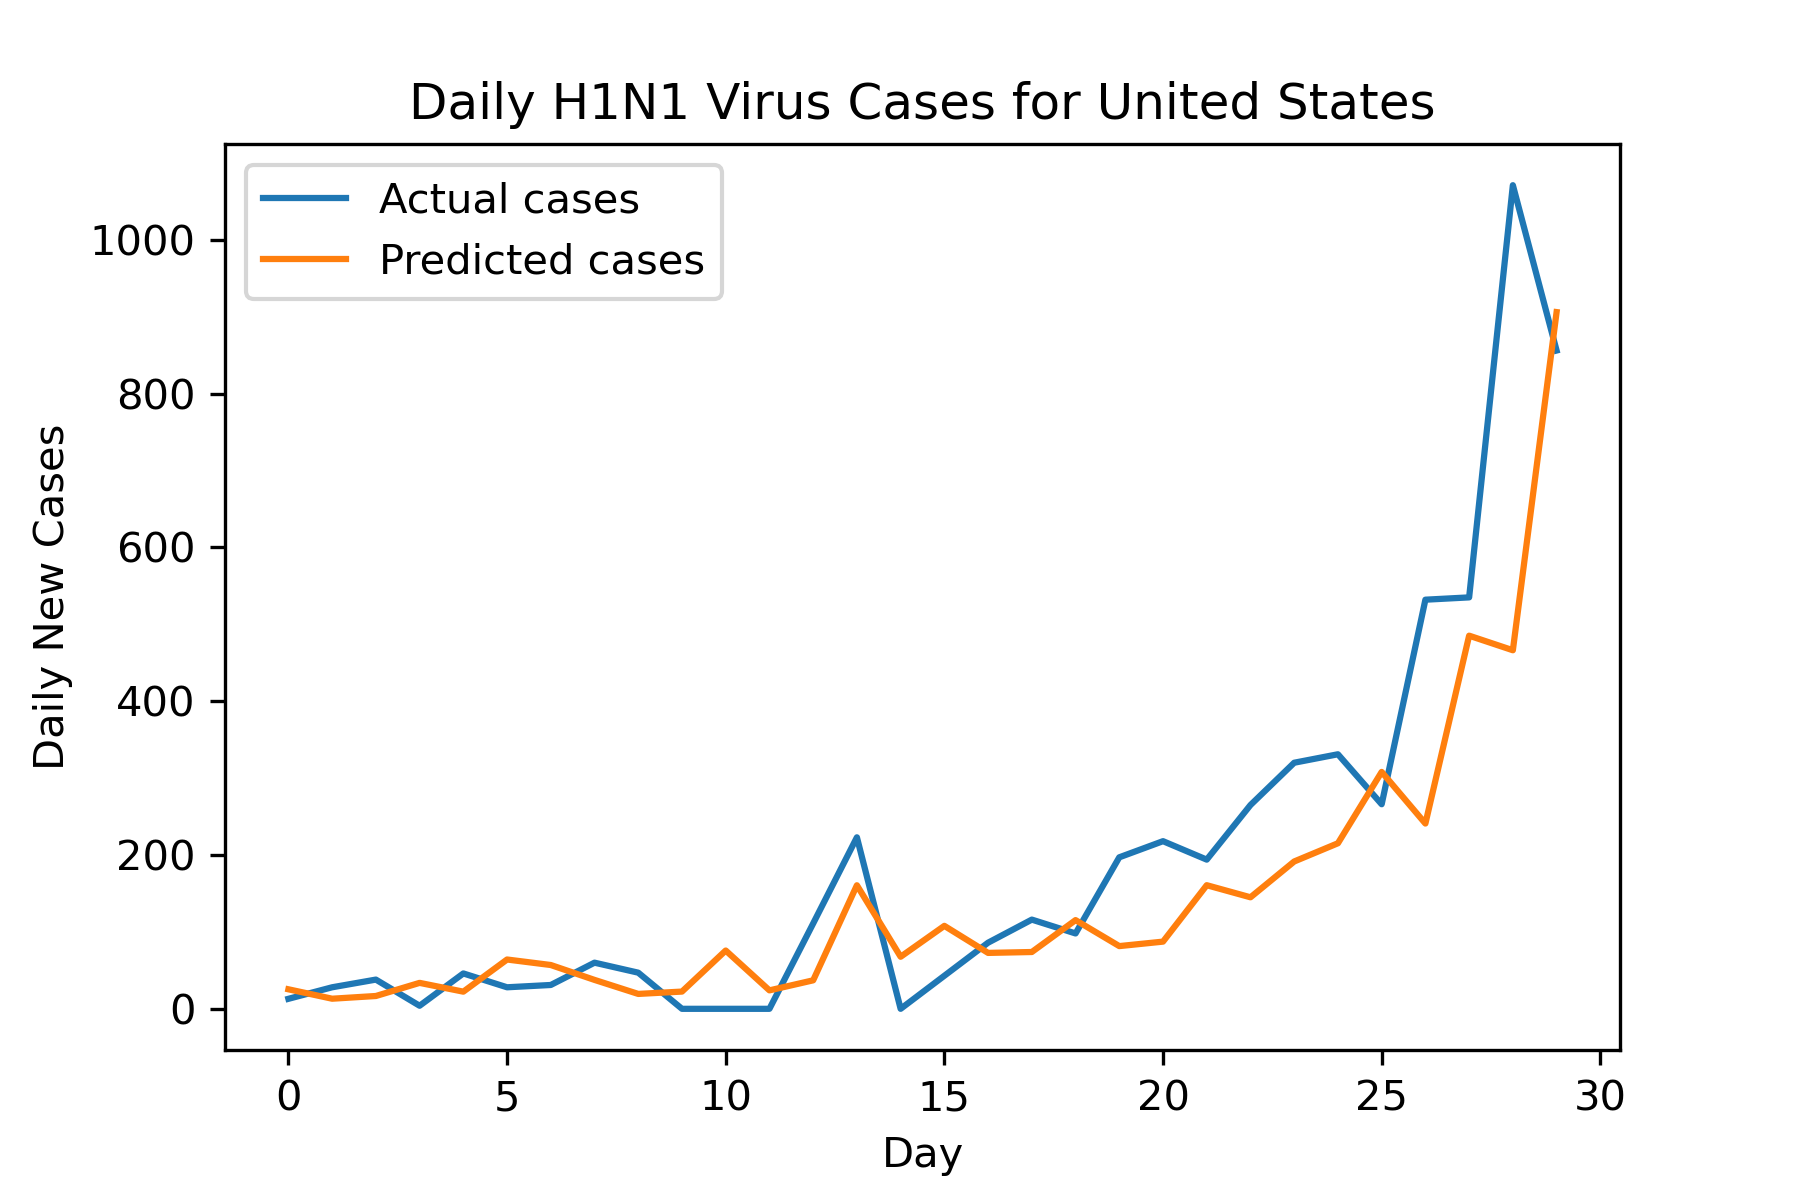 Daily H1N1 Virus Cases for United States
Actual cases
Predicted cases
1000
800
600
400
200
0
Daily New Cases
0 5 10 15 20 25 30
Day